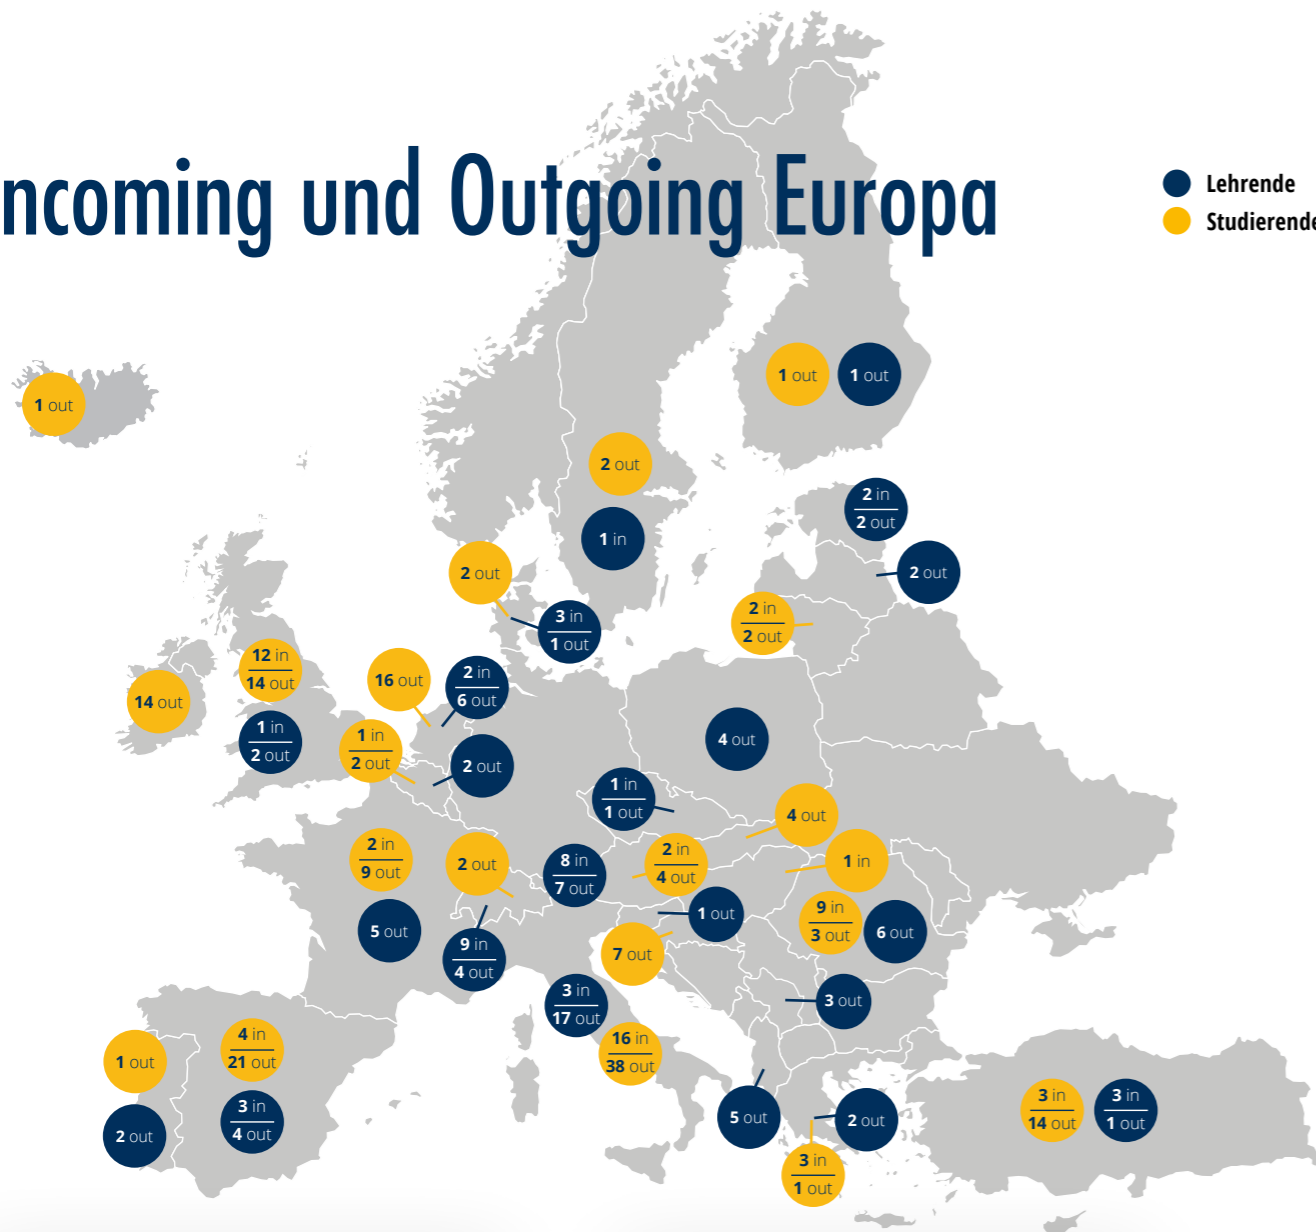 ncoming und Outgoing Europa
Lehrende
Studierende
1 out
1 out
1 out
2 out
1 in
2 in
2 out
2 out
2 out
3 in
1 out
2 in
2 out
12 in
14 out
14 out
1 in
2 out
16 out
2 in
6 out
1 in
2 out
2 out
4 out
1 in
1 out
4 out
2 in
9 out
2 out
8 in
7 out
2 in
4 out
1 in
5 out
9 in
4 out
1 out
7 out
9 in
3 out
6 out
3 in
17 out
3 out
16 in
38 out
1 out
4 in
21 out
2 out
3 in
4 out
5 out
2 out
3 in
1 out
3 in
14 out
3 in
1 out